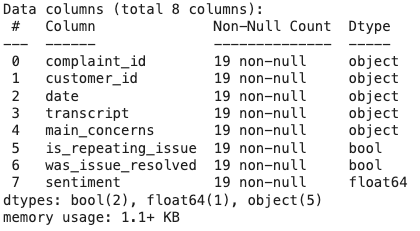 Data columns (total 8 columns):
 #   Column              Non-Null Count  Dtype
---  ------              --------------  -----
 0   complaint_id        19 non-null     object
 1   customer_id         19 non-null     object
 2   date                19 non-null     object
 3   transcript          19 non-null     object
 4   main_concerns       19 non-null     object
 5   is_repeating_issue  19 non-null     bool
 6   was_issue_resolved  19 non-null     bool
 7   sentiment           19 non-null     float64
dtypes: bool(2), float64(1), object(5)
memory usage: 1.1+ KB